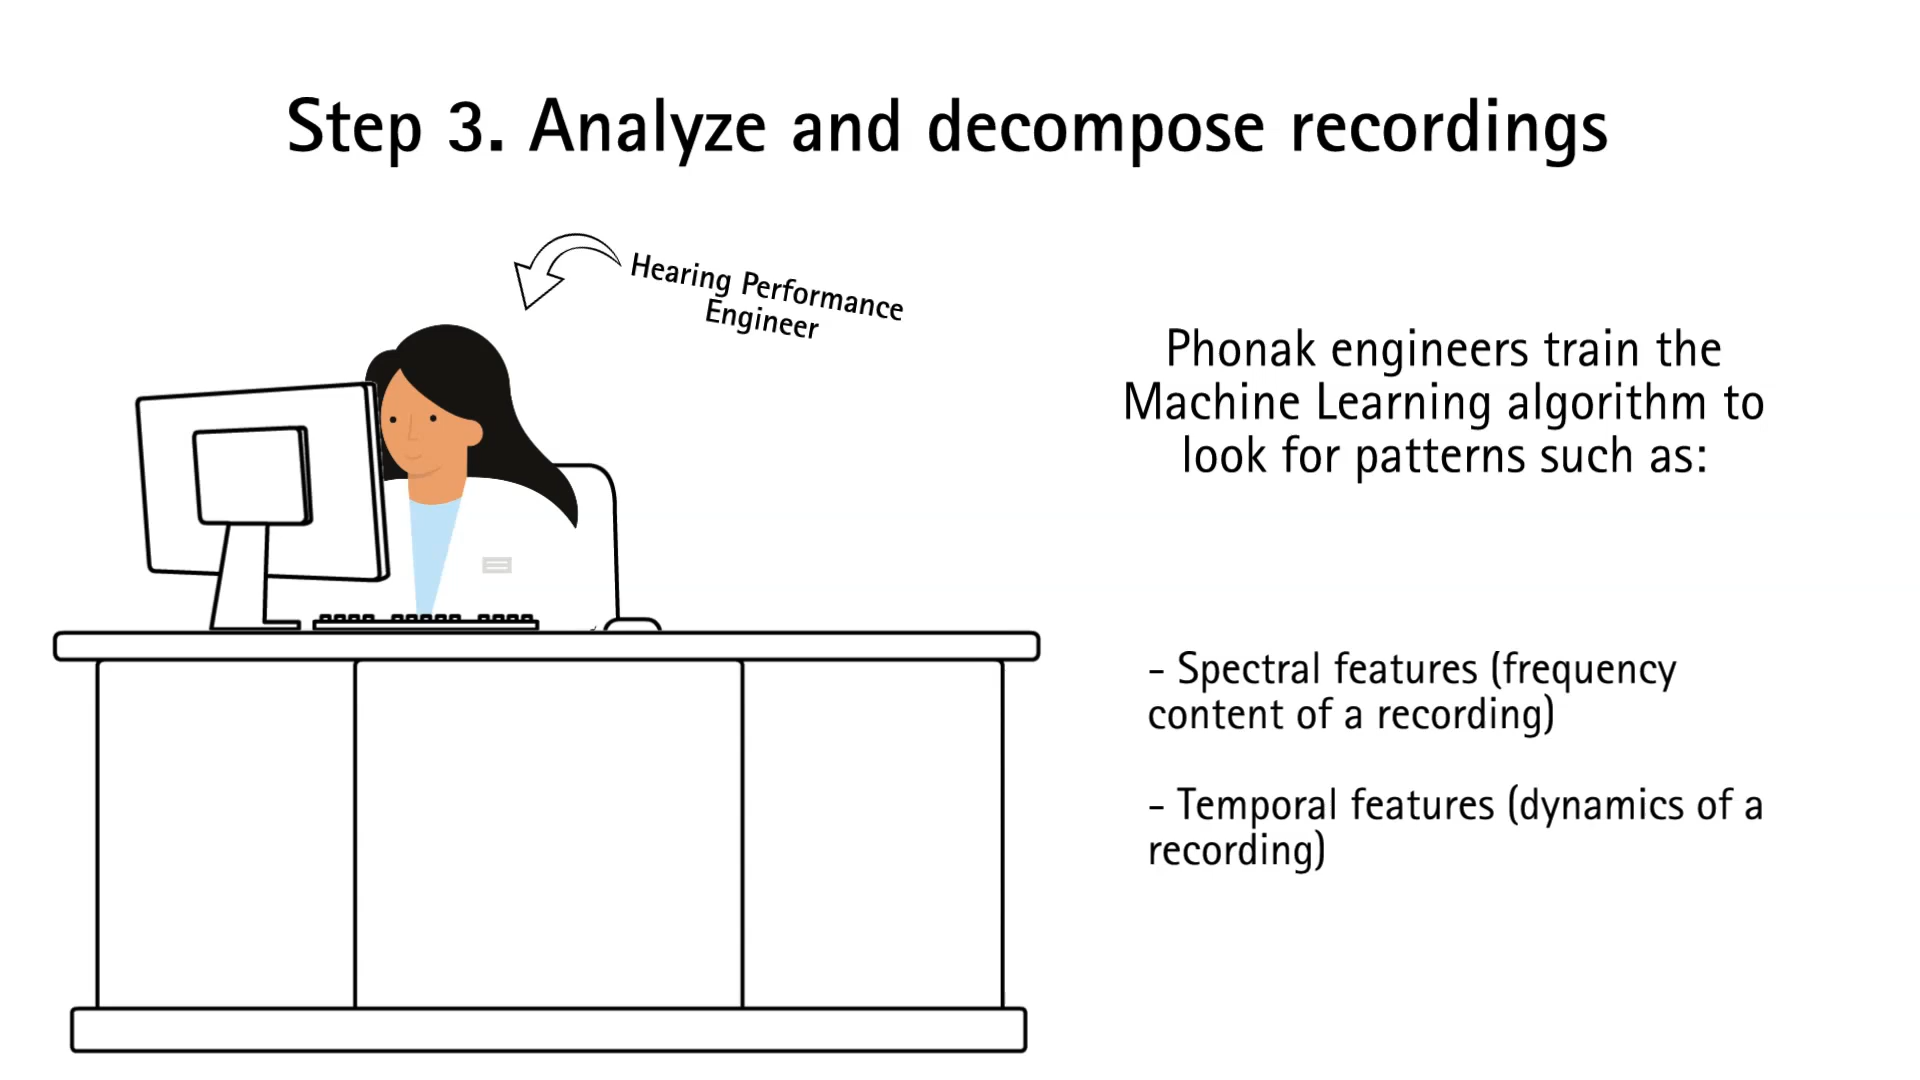 Step 3. Analyze and decompose recordings
Hearing Performance
Engineer
Phonak engineers train the
Machine Learning algorithm to
look for patterns such as:
- Spectral features (frequency
content of a recording)
- Temporal features (dynamics of a
recording)